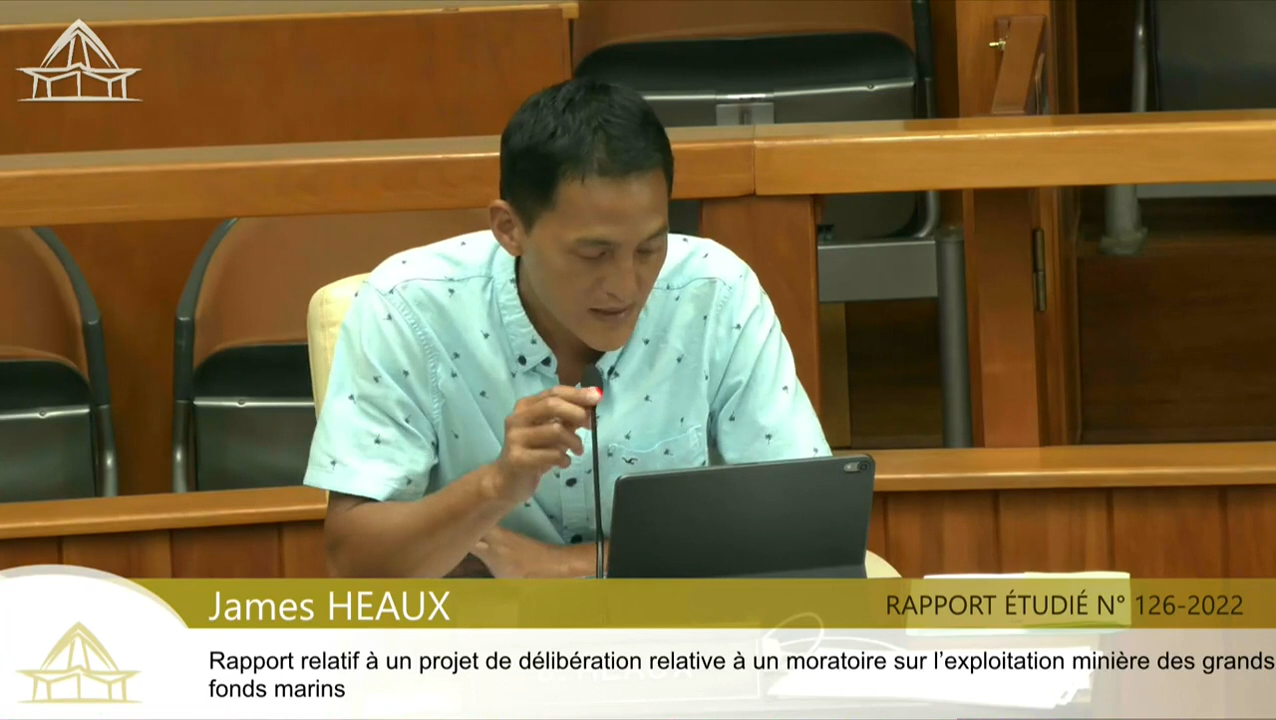 James HEAUX
RAPPORT ÉTUDIÉ N° 126-2022
Rapport relatif à un projet de délibération relative à un moratoire sur l’exploitation minière des grands
fonds marins
J. HEAUX